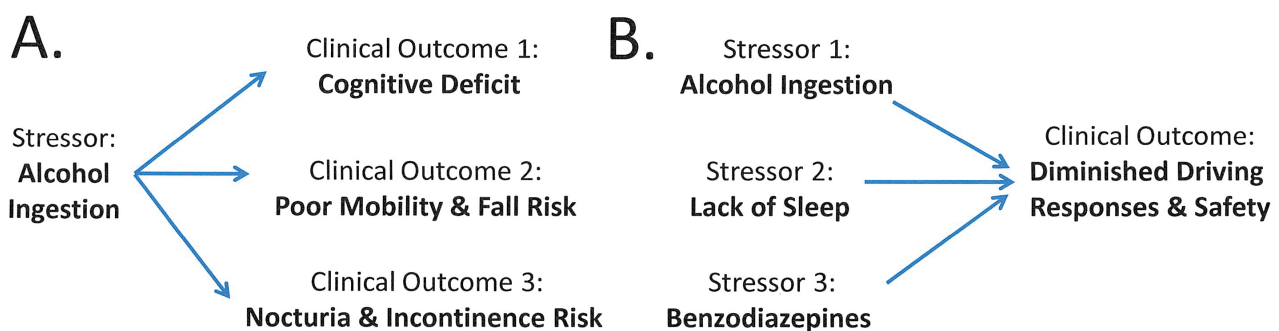 A.
Stressor:
Alcohol
Ingestion
Clinical Outcome 1:
Cognitive Deficit
Clinical Outcome 2:
Poor Mobility & Fall Risk
Clinical Outcome 3:
Nocturia & Incontinence Risk
B.
Stressor 1:
Alcohol Ingestion
Stressor 2:
Lack of Sleep
Stressor 3:
Benzodiazepines
Clinical Outcome:
Diminished Driving
Responses & Safety